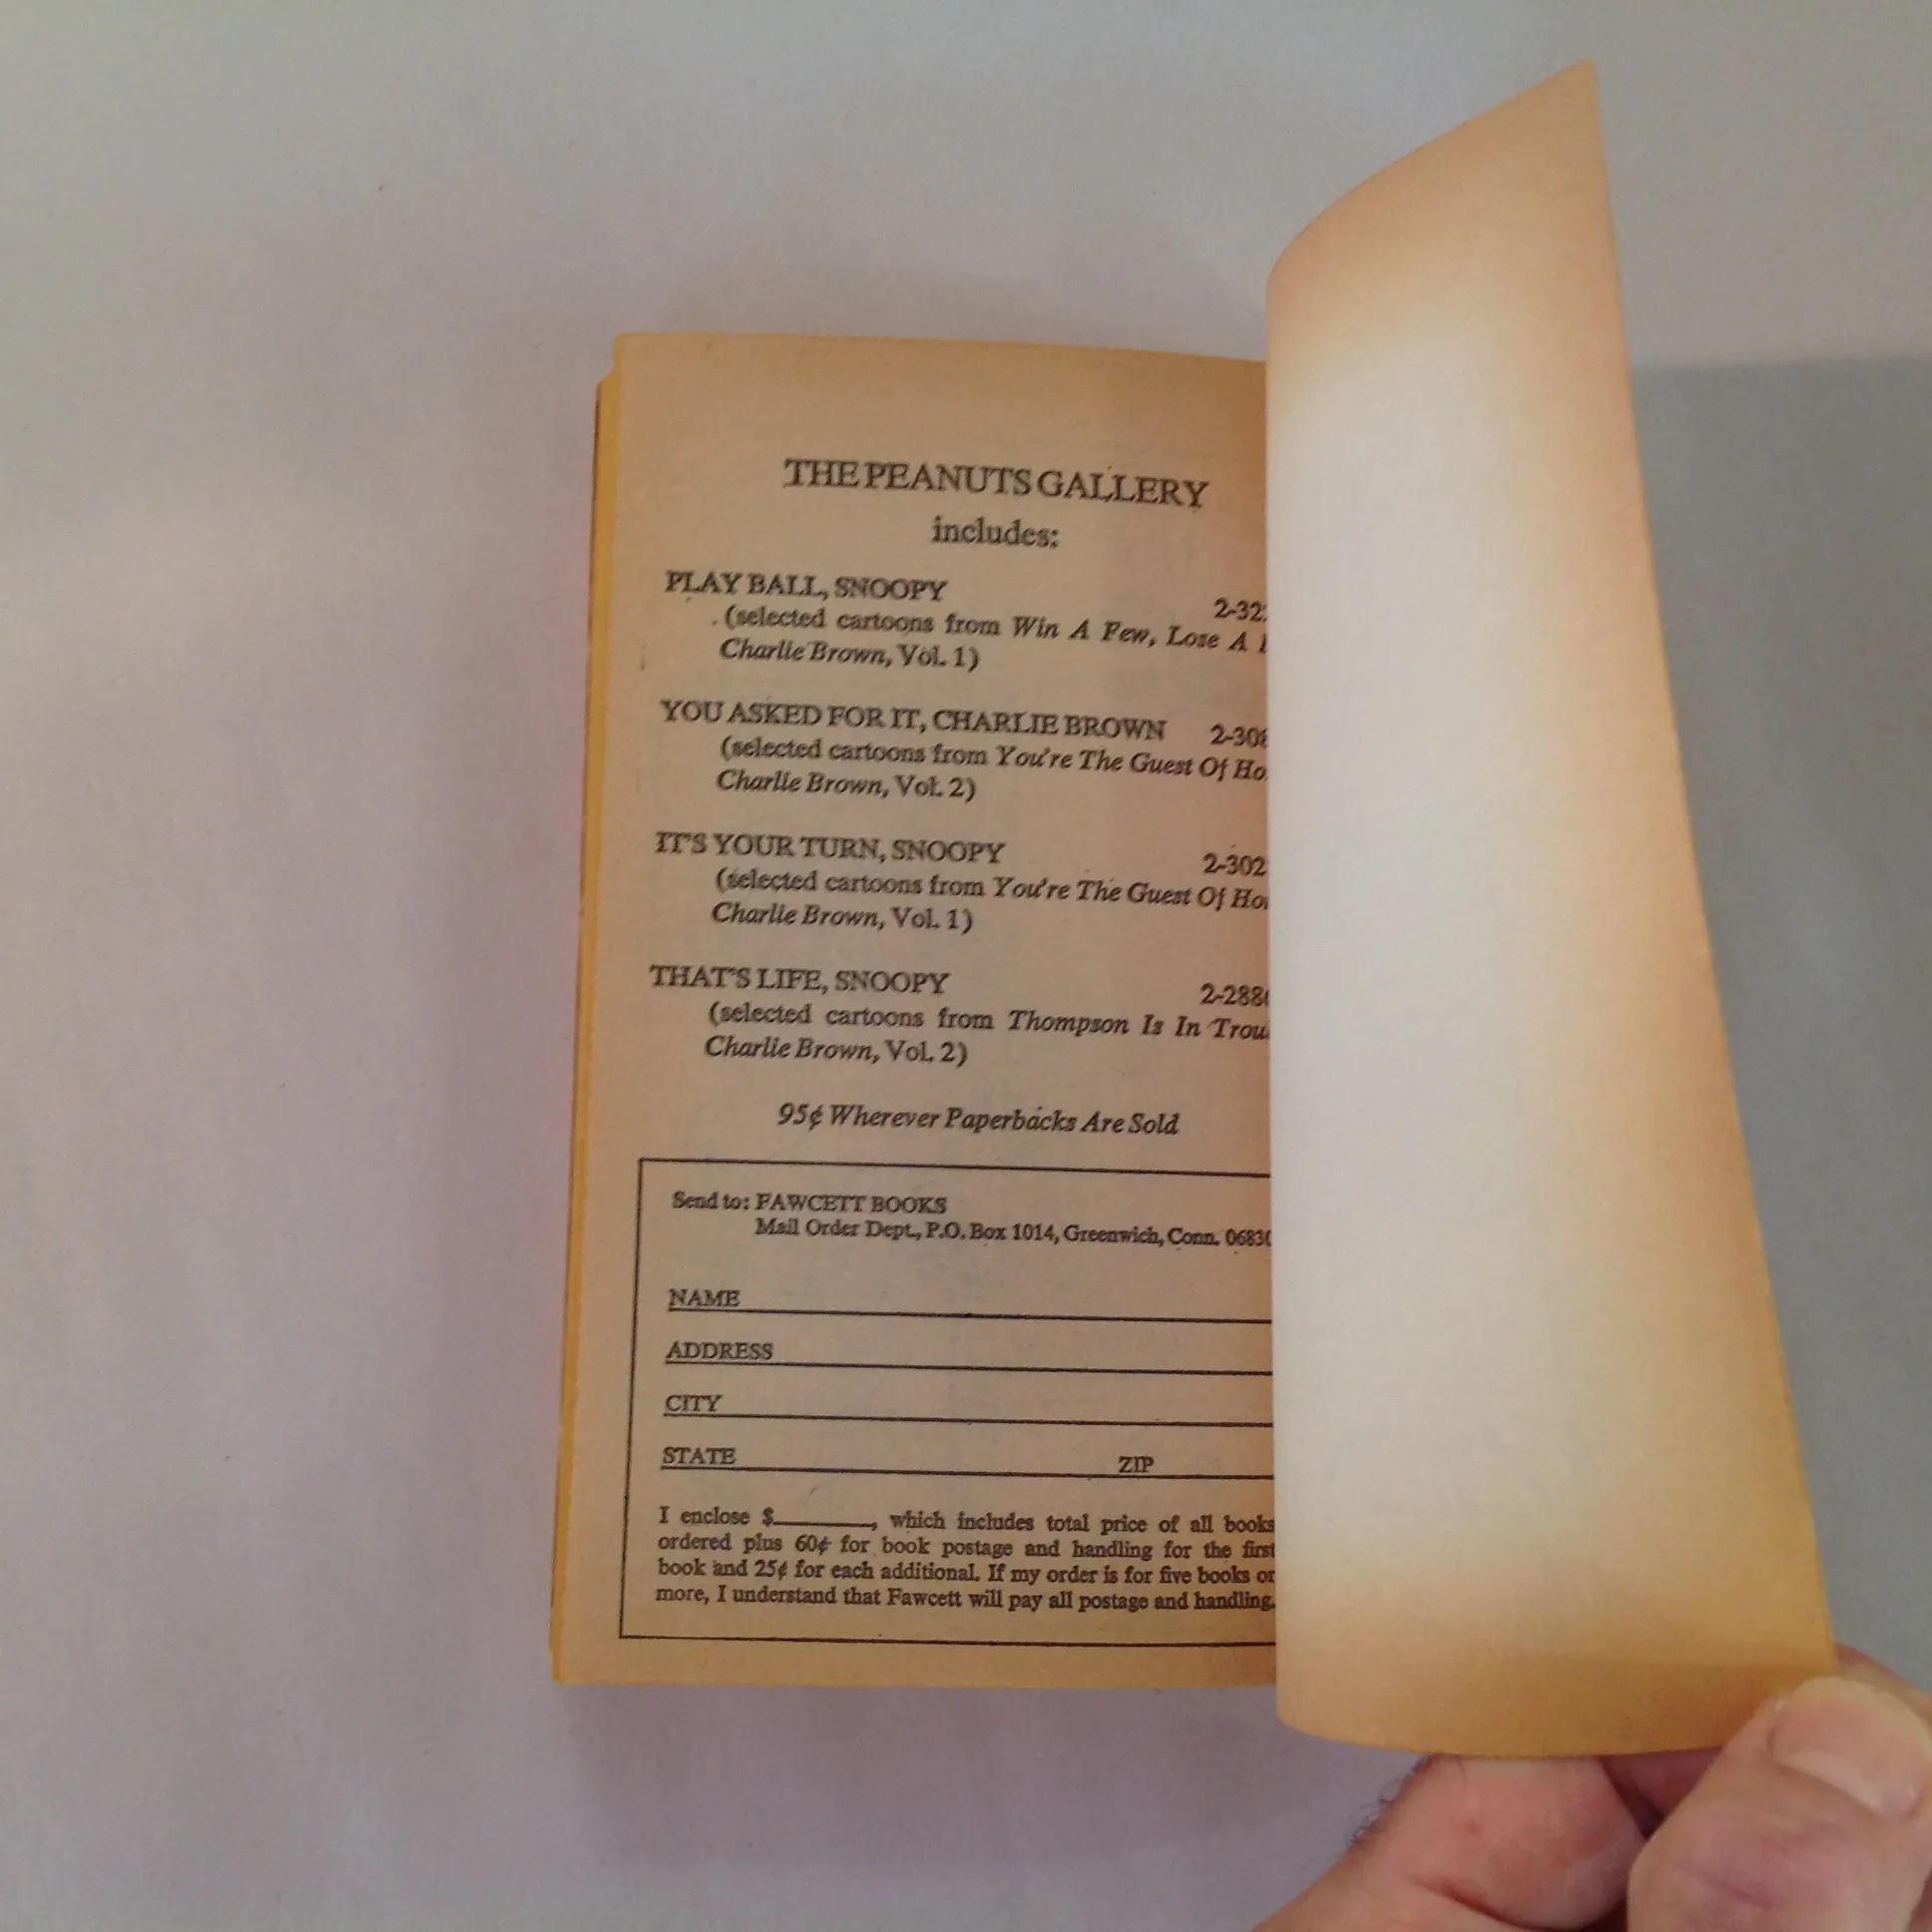 THE PEANUTS GALLERY
includes:
PLAY BALL, SNOOPY
(selected cartoons from Win A Few, Lose A
Charlie Brown, Vol. 1)
YOU ASKED FOR IT, CHARLIE BROWN
(selected cartoons from You're The Guest Of
Charlie Brown, Vol. 2)
IT'S YOUR TURN, SNOOPY
(selected cartoons from You're The Guest Of
Charlie Brown, Vol. 1)
THAT'S LIFE, SNOOPY
(selected cartoons from Thompson Is In
Charlie Brown, Vol. 2)
95¢ Wherever Paperbacks Are Sold
Send to: FAWCETT BOOKS
Mail Order Dept., P.O. Box 1014, Greenwich, Conn. 06830
NAME
ADDRESS
CITY
STATE ZIP
I enclose $________, which includes total price of all books
ordered plus 60¢ for book postage and handling for the first
book and 25¢ for each additional. If my order is for five books or
more, I understand that Fawcett will pay all postage and handling.